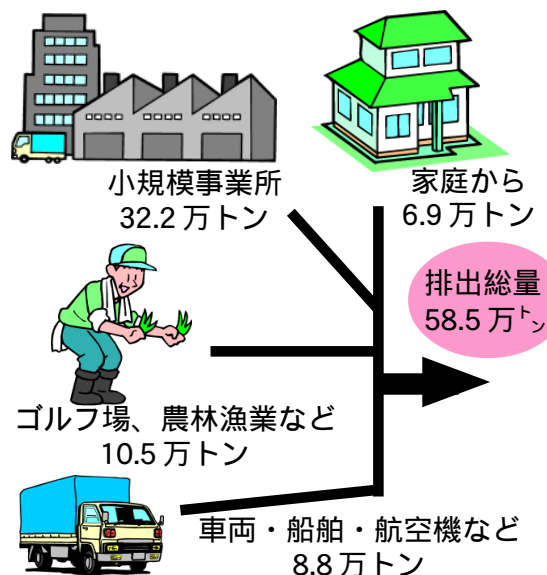 小規模事業所
32.2 万トン
家庭から
6.9 万トン
排出総量
58.5 万トン
ゴルフ場、農林漁業など
10.5 万トン
車両・船舶・航空機など
8.8 万トン